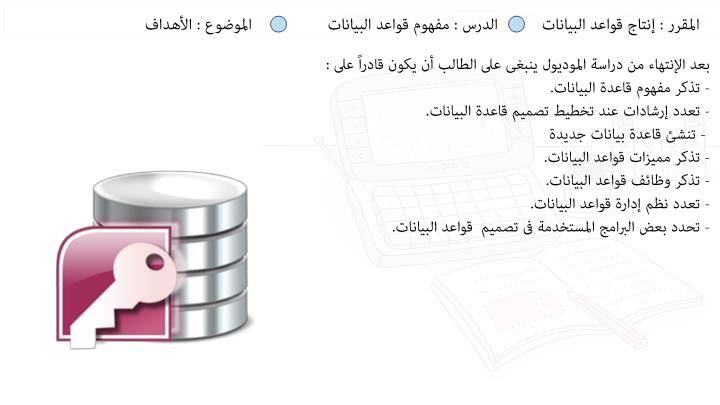 المقرر : إنتاج قواعد البيانات الدرس : مفهوم قواعد البيانات الموضوع : الأهداف
بعد الإنتهاء من دراسة الموديول ينبغى على الطالب أن يكون قادراً على :
- تذكر مفهوم قاعدة البيانات.
- تعدد إرشادات عند تخطيط تصميم قاعدة البيانات.
- تنشئ قاعدة بيانات جديدة
- تذكر مميزات قواعد البيانات.
- تذكر وظائف قواعد البيانات.
- تعدد نظم إدارة قواعد البيانات.
- تحدد بعض البرامج المستخدمة فى تصميم قواعد البيانات.